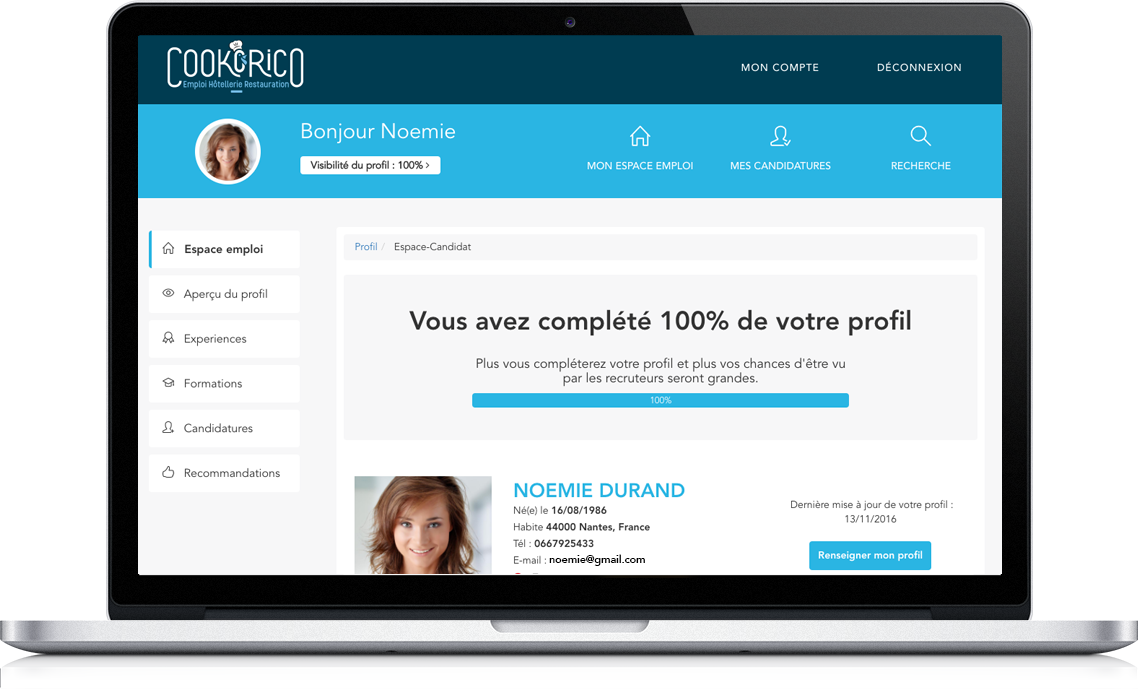 COOKORICO
Emploi Hôtellerie Restauration
MON COMPTE
DÉCONNEXION
Bonjour Noemie
Visibilité du profil : 100% ›
MON ESPACE EMPLOI
MES CANDIDATURES
RECHERCHE
Espace emploi
Aperçu du profil
Experiences
Formations
Candidatures
Recommandations
Profil / Espace-Candidat
Vous avez complété 100% de votre profil
Plus vous compléterez votre profil et plus vos chances d'être vu
par les recruteurs seront grandes.
100%
NOEMIE DURAND
Né(e) le 16/08/1986
Habite 44000 Nantes, France
Tél : 0667925433
E-mail : noemie@gmail.com
Dernière mise à jour de votre profil :
13/11/2016
Renseigner mon profil